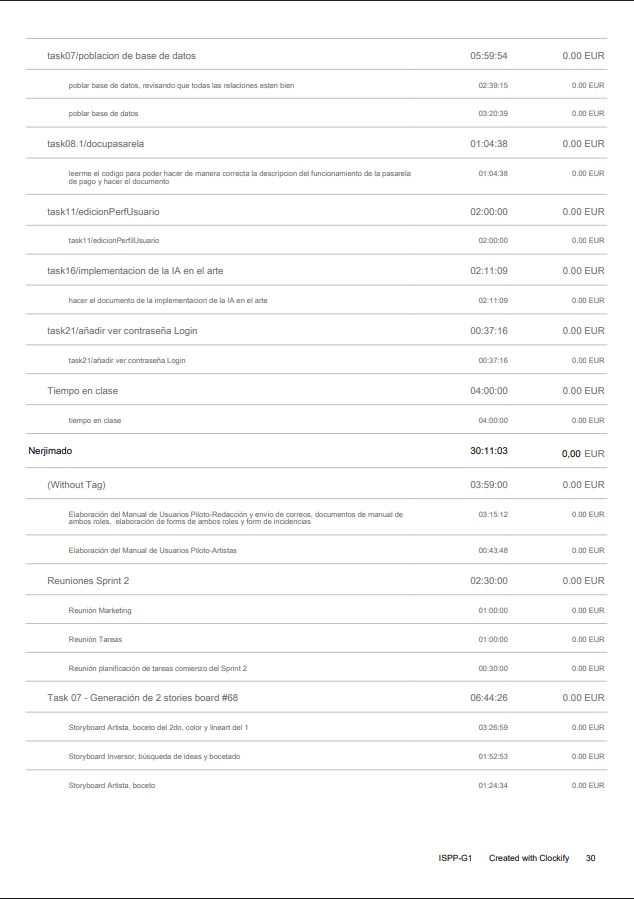 task07/poblacion de base de datos 05:59:54 0.00 EUR
poblar base de datos, revisando que todas las relaciones esten bien 02:39:15 0.00 EUR
poblar base de datos 03:20:39 0.00 EUR
task08.1/docupasarela 01:04:38 0.00 EUR
leerme el codigo para poder hacer de manera correcta la descripcion del funcionamiento de la pasarela 01:04:38 0.00 EUR
de pago y hacer el documento
task11/edicionPerfUsuario 02:00:00 0.00 EUR
task11/edicionPerfilUsuario 02:00:00 0.00 EUR
task16/implementacion de la IA en el arte 02:11:09 0.00 EUR
hacer el documento de la implementacion de la IA en el arte 02:11:09 0.00 EUR
task21/añadir ver contraseña Login 00:37:16 0.00 EUR
task21/añadir ver contraseña Login 00:37:16 0.00 EUR
Tiempo en clase 04:00:00 0.00 EUR
tiempo en clase 04:00:00 0.00 EUR
Nerjimado 30:11:03 0,00 EUR
(Without Tag) 03:59:00 0.00 EUR
Elaboración del Manual de Usuarios Piloto-Redacción y envío de correos, documentos de manual de 03:15:12 0.00 EUR
ambos roles, elaboración de forms de ambos roles y form de incidencias
Elaboración del Manual de Usuarios Piloto-Artistas 00:43:48 0.00 EUR
Reuniones Sprint 2 02:30:00 0.00 EUR
Reunión Marketing 01:00:00 0.00 EUR
Reunión Tareas 01:00:00 0.00 EUR
Reunión planificación de tareas comienzo del Sprint 2 00:30:00 0.00 EUR
Task 07 - Generación de 2 stories board #68 06:44:26 0.00 EUR
Storyboard Artista, boceto del 2do, color y lineart del 1 03:26:59 0.00 EUR
Storyboard Inversor, búsqueda de ideas y bocetado 01:52:53 0.00 EUR
Storyboard Artista, boceto 01:24:34 0.00 EUR
ISPP-G1 Created with Clockify 30